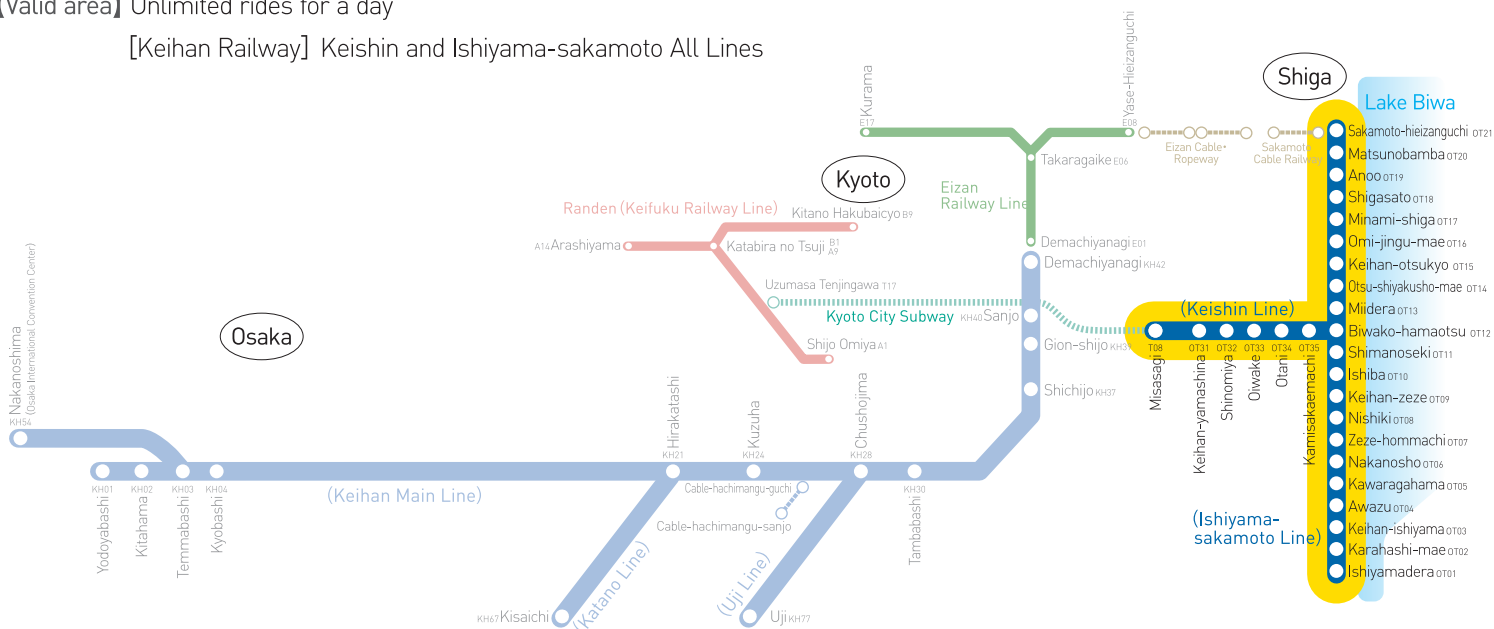 【Valid area】 Unlimited rides for a day
[Keihan Railway] Keishin and Ishiyama-sakamoto All Lines
Shiga
Lake Biwa
Kurama
E17
Yase-Hieizanguchi
E08
Eizan Cable•
Ropeway
Sakamoto
Cable Railway
Takaragaike E06
Kyoto
Eizan
Railway Line
Randen (Keifuku Railway Line)
Kitano Hakubaicyo B9
A14 Arashiyama
Katabira no Tsuji B1
A9
Demachiyanagi E01
Demachiyanagi KH42
Uzumasa Tenjingawa T17
Kyoto City Subway
KH40 Sanjo
Shijo Omiya A1
Gion-shijo KH39
Shichijo KH37
Osaka
Nakanoshima
(Osaka International Convention Center)
KH54
KH01
Yodoyabashi
KH02
Kitahama
KH03
Temmabashi
KH04
Kyobashi
(Keihan Main Line)
Hirakatashi
KH21
Kuzuha
KH24
Chushojima
KH28
KH30
Tambabashi
Cable-hachimangu-guchi
Cable-hachimangu-sanjo
(Katano Line)
KH67 Kisaichi
(Uji Line)
Uji KH77
(Keishin Line)
T08
Misasagi
OT31
Keihan-yamashina
OT32
Shinomiya
OT33
Oiwake
OT34
Otani
OT35
Kamisakaemachi
(Ishiyama-
sakamoto Line)
Sakamoto-hieizanguchi OT21
Matsunobamba OT20
Anoo OT19
Shigasato OT18
Minami-shiga OT17
Omi-jingu-mae OT16
Keihan-otsukyo OT15
Otsu-shiyakusho-mae OT14
Miidera OT13
Biwako-hamaotsu OT12
Shimanoseki OT11
Ishiba OT10
Keihan-zeze OT09
Nishiki OT08
Zeze-hommachi OT07
Nakanosho OT06
Kawaragahama OT05
Awazu OT04
Keihan-ishiyama OT03
Karahashi-mae OT02
Ishiyamadera OT01